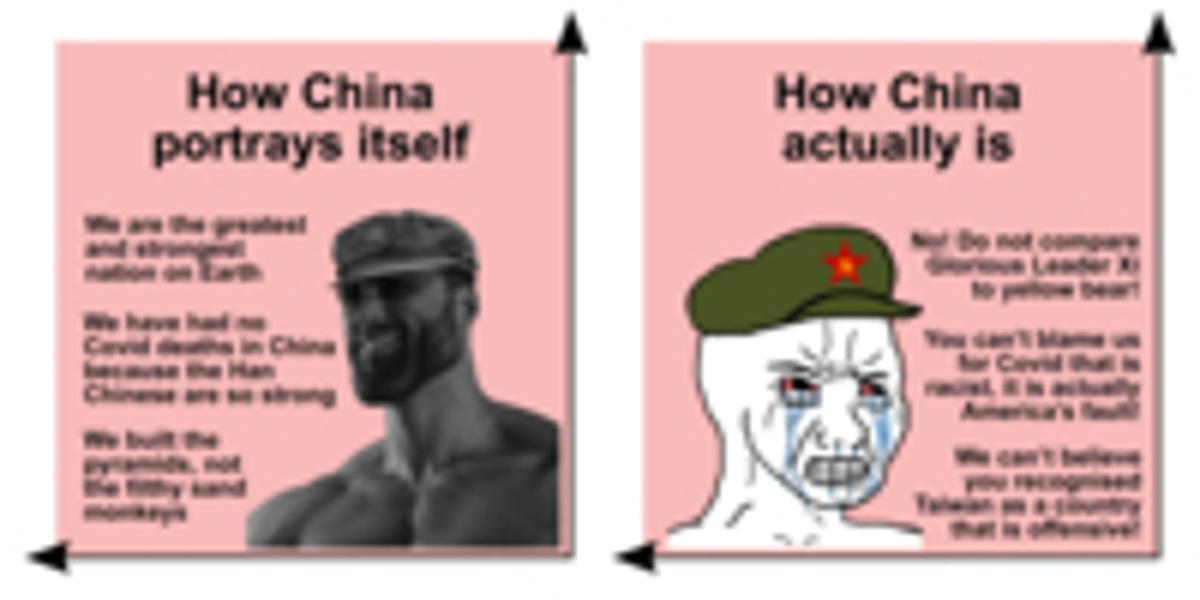 How China
portrays itself
We are the greatest
and strongest
nation on Earth
We have had no
Covid deaths in China
because the Han
Chinese are so strong
We built the
pyramids, not
the filthy sand
monkeys
How China
actually is
No! Do not compare
Glorious Leader Xi
to yellow bear!
You can't blame us
for Covid that is
racist, it is actually
America's fault!
We can't believe
you recognised
Taiwan as a country
that is offensive!